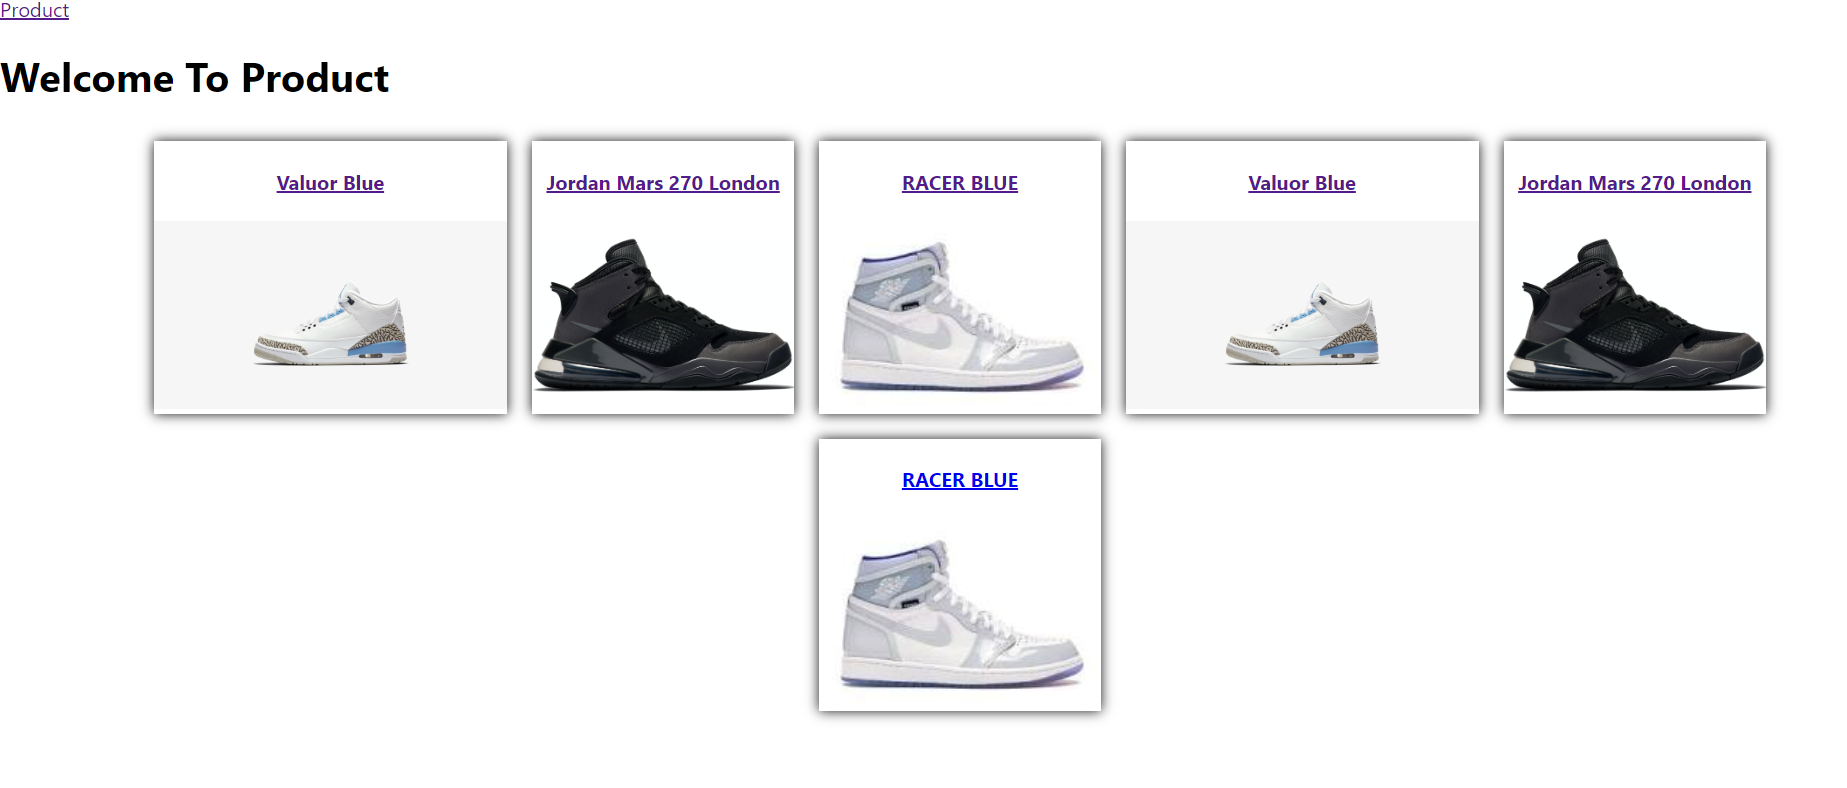 Product
Welcome To Product
Valuor Blue
Jordan Mars 270 London
RACER BLUE
Valuor Blue
Jordan Mars 270 London
RACER BLUE